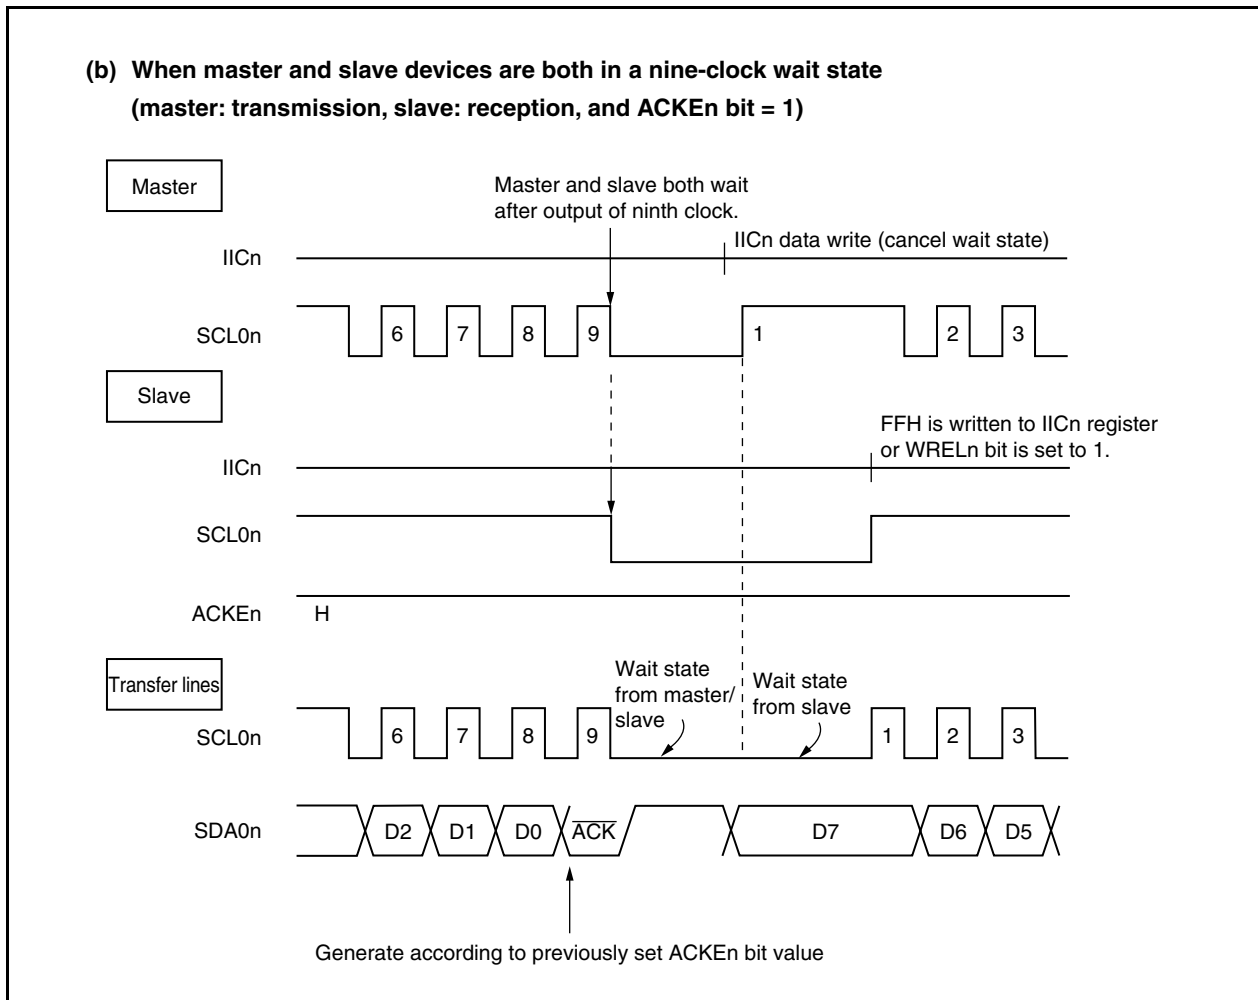 (b) When master and slave devices are both in a nine-clock wait state
(master: transmission, slave: reception, and ACKEn bit = 1)
Master
Master and slave both wait
after output of ninth clock.
IICn data write (cancel wait state)
IICn
SCL0n
6 7 8 9 1 2 3
Slave
FFH is written to IICn register
or WRELn bit is set to 1.
IICn
SCL0n
ACKEn
H
Transfer lines
Wait state
from master/
slave
Wait state
from slave
SCL0n
6 7 8 9 1 2 3
SDA0n
D2 D1 D0 ACK D7 D6 D5
Generate according to previously set ACKEn bit value